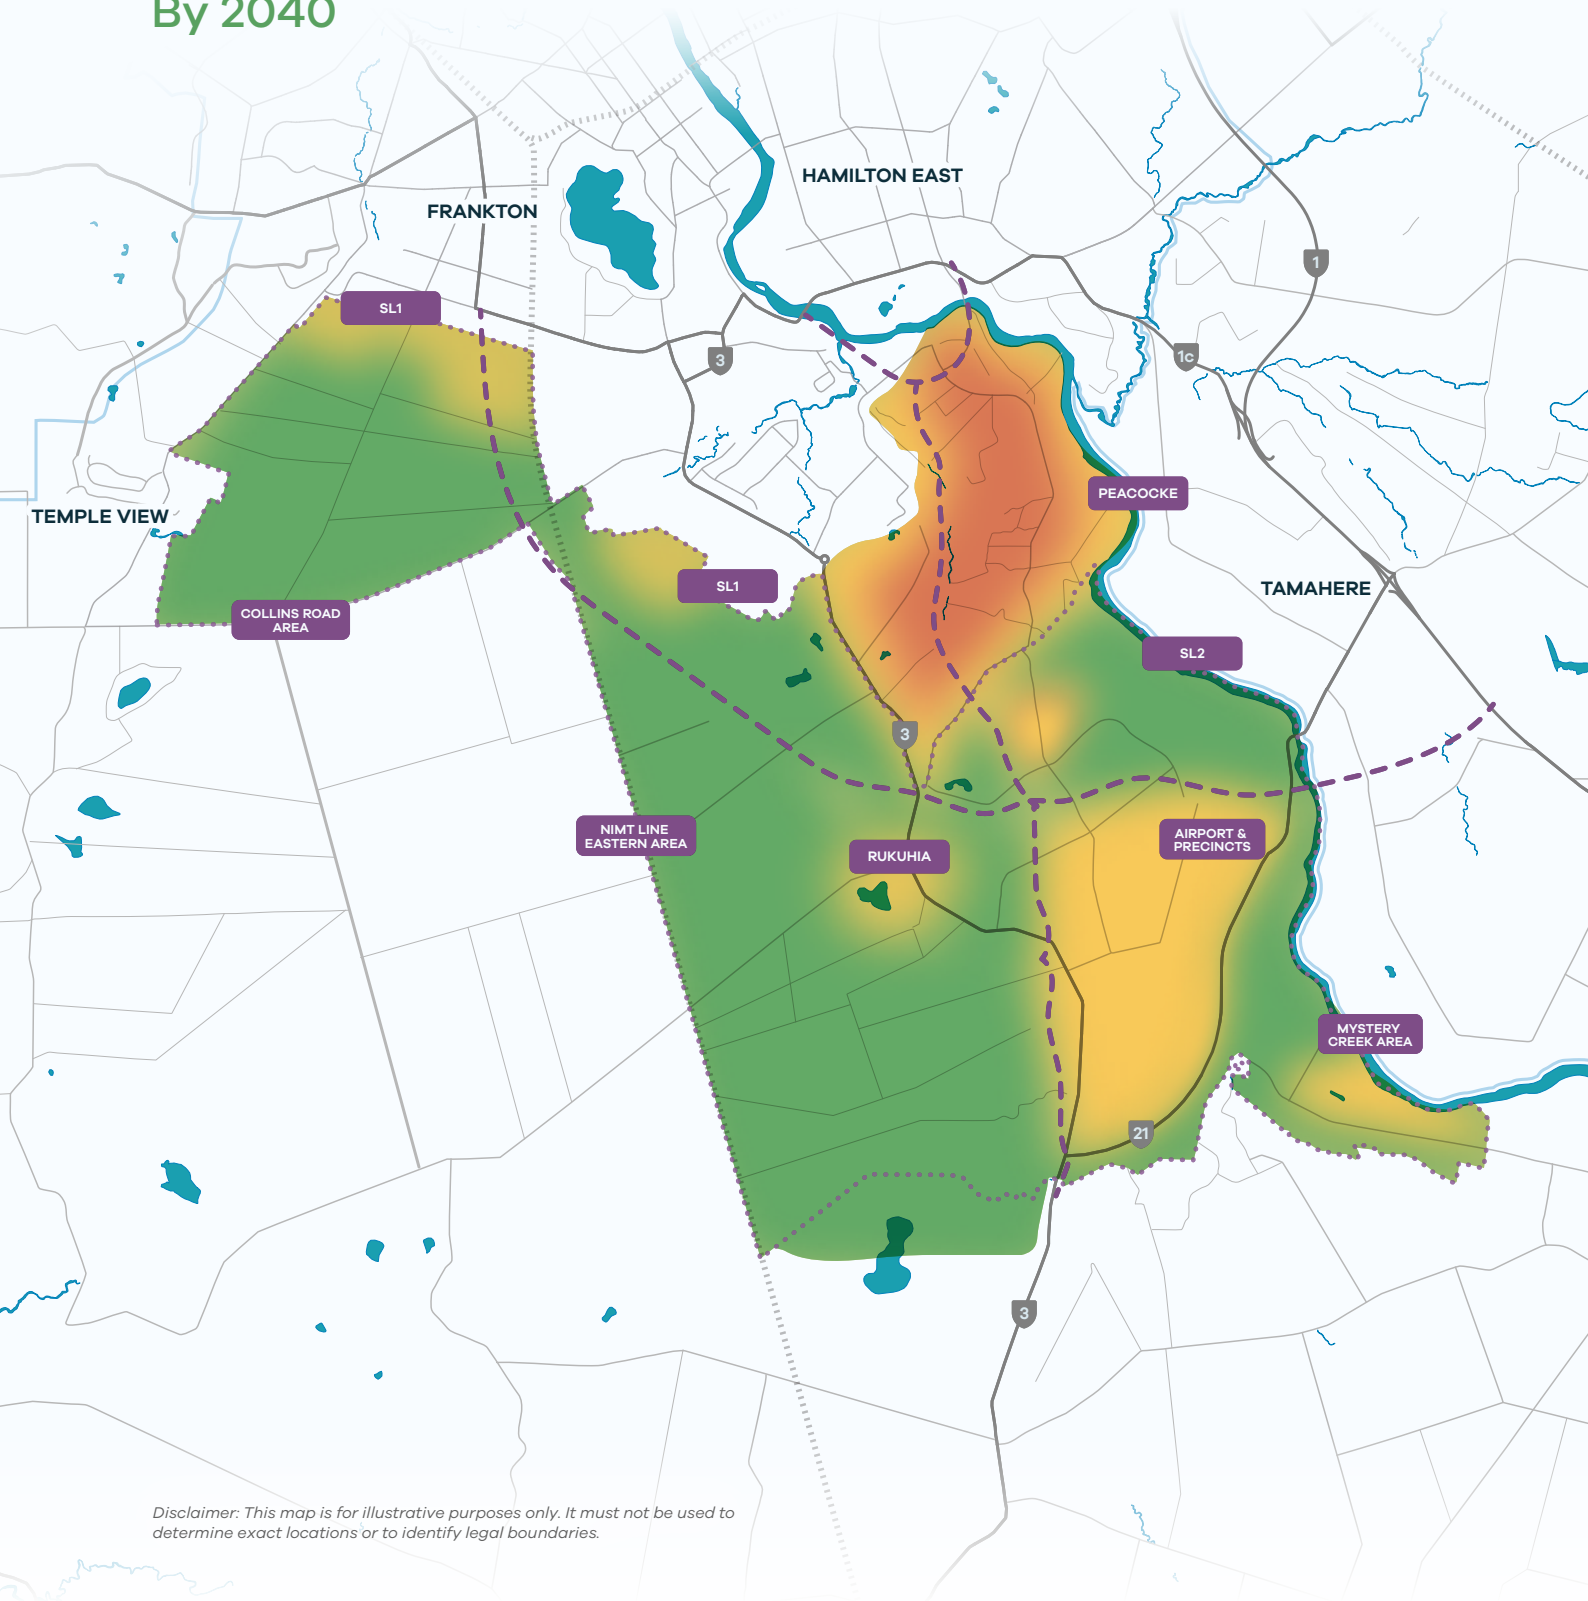 By 2040
HAMILTON EAST
FRANKTON
1
SL1
3
1c
PEACOCKE
TEMPLE VIEW
SL1
TAMAHERE
COLLINS ROAD
AREA
SL2
3
NIMT LINE
EASTERN AREA
AIRPORT &
PRECINCTS
RUKUHIA
MYSTERY
CREEK AREA
21
3
Disclaimer: This map is for illustrative purposes only. It must not be used to
determine exact locations or to identify legal boundaries.